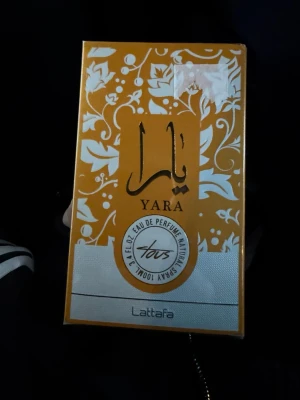 يارا
YARA
EAU DE PERFUME NATURAL SPRAY 100ML. 3.4 FL.OZ.
Tous
Lattafa